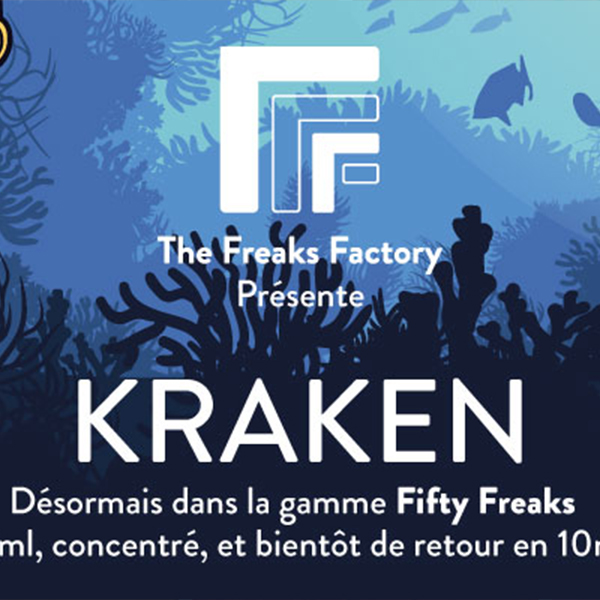 The Freaks Factory
Présente
KRAKEN
Désormais dans la gamme Fifty Freaks
ml, concentré, et bientôt de retour en 10